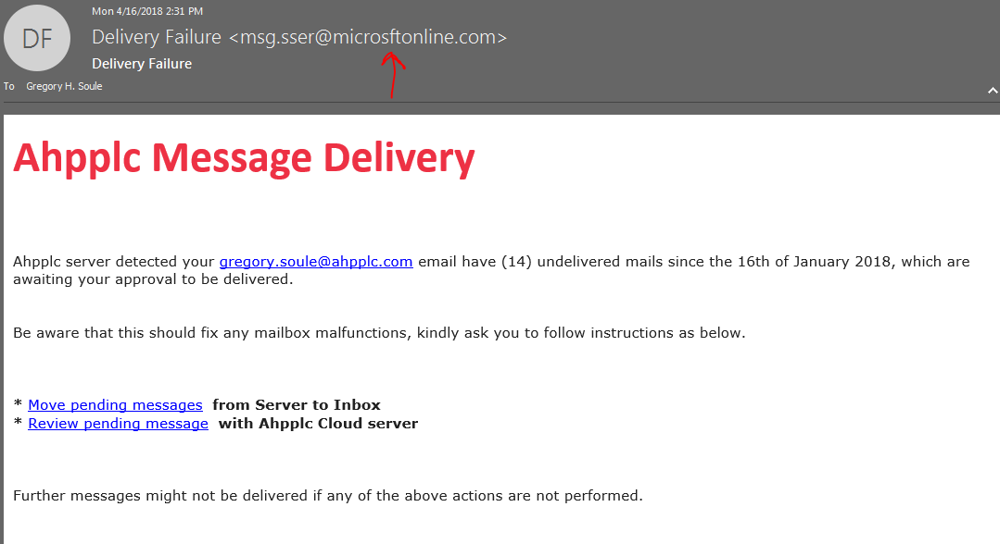 DF
Mon 4/16/2018 2:31 PM
Delivery Failure <msg.sser@microsftonline.com>
Delivery Failure
To Gregory H. Soule
Ahpplc Message Delivery
Ahpplc server detected your gregory.soule@ahpplc.com email have (14) undelivered mails since the 16th of January 2018, which are
awaiting your approval to be delivered.
Be aware that this should fix any mailbox malfunctions, kindly ask you to follow instructions as below.
* Move pending messages from Server to Inbox
* Review pending message with Ahpplc Cloud server
Further messages might not be delivered if any of the above actions are not performed.